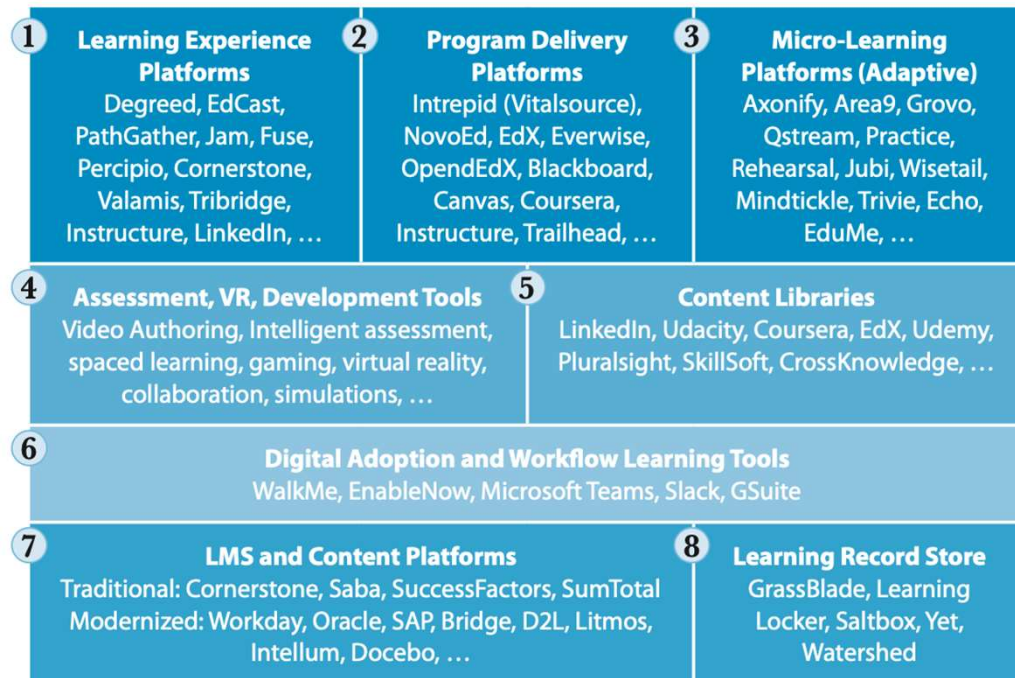 1
Learning Experience
Platforms
Degreed, EdCast,
PathGather, Jam, Fuse,
Percipio, Cornerstone,
Valamis, Tribridge,
Instructure, LinkedIn, …
2
Program Delivery
Platforms
Intrepid (Vitalsource),
NovoEd, EdX, Everwise,
OpendEdX, Blackboard,
Canvas, Coursera,
Instructure, Trailhead, …
3
Micro-Learning
Platforms (Adaptive)
Axonify, Area9, Grovo,
Qstream, Practice,
Rehearsal, Jubi, Wisetail,
Mindtickle, Trivie, Echo,
EduMe, …
4
Assessment, VR, Development Tools
Video Authoring, Intelligent assessment,
spaced learning, gaming, virtual reality,
collaboration, simulations, …
5
Content Libraries
LinkedIn, Udacity, Coursera, EdX, Udemy,
Pluralsight, SkillSoft, CrossKnowledge, …
6
Digital Adoption and Workflow Learning Tools
WalkMe, EnableNow, Microsoft Teams, Slack, GSuite
7
LMS and Content Platforms
Traditional: Cornerstone, Saba, SuccessFactors, SumTotal
Modernized: Workday, Oracle, SAP, Bridge, D2L, Litmos,
Intellum, Docebo, …
8
Learning Record Store
GrassBlade, Learning
Locker, Saltbox, Yet,
Watershed